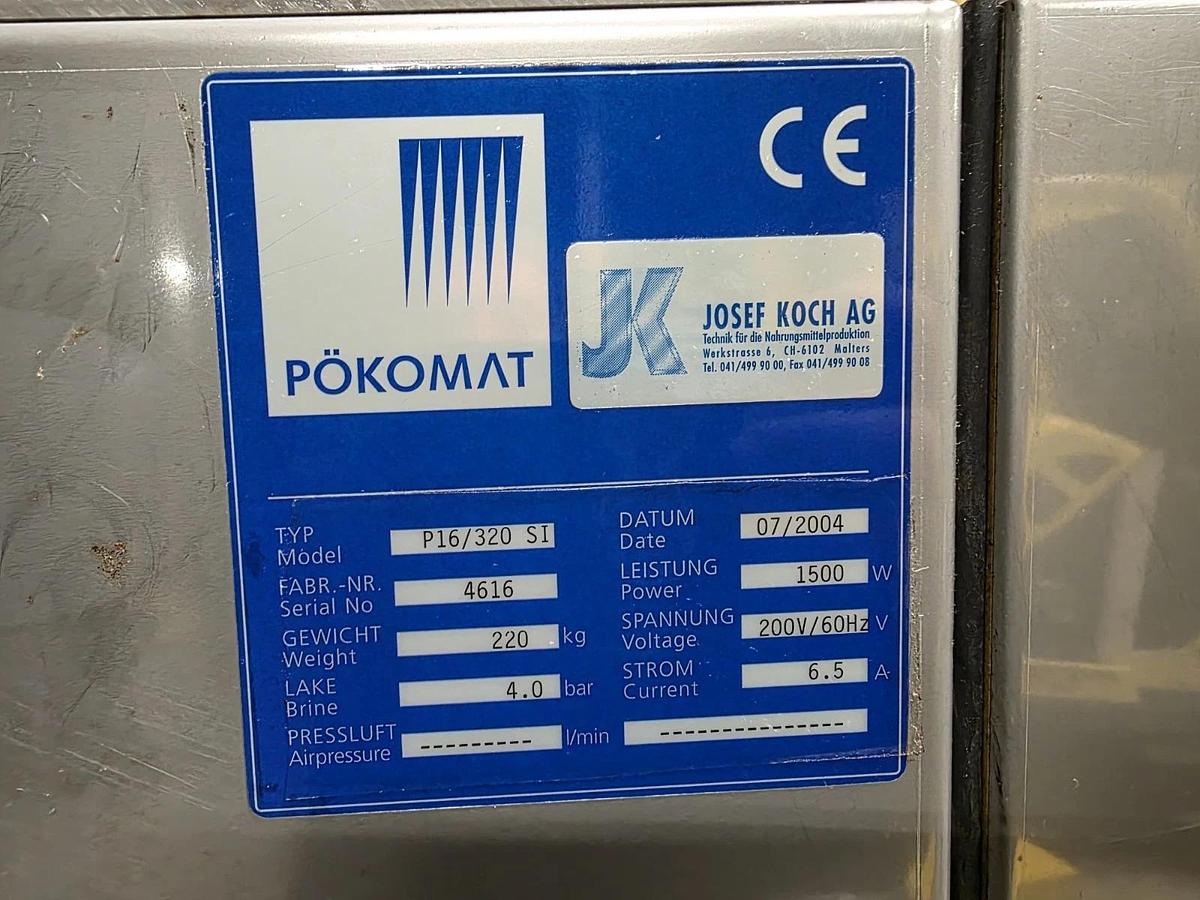 CE
PÖKOMAT
JK
JOSEF KOCH AG
Technik für die Nahrungsmittelproduktion
Werkstrasse 6, CH-6102 Malters
Tel. 041/499 90 00, Fax 041/499 90 08
TYP P16/320 SI
Model
FABR.-NR. 4616
Serial No
GEWICHT 220 kg
Weight
LAKE 4.0 bar
Brine
PRESSLUFT --------- l/min
Airpressure
DATUM 07/2004
Date
LEISTUNG 1500 W
Power
SPANNUNG 200V/60Hz V
Voltage
STROM 6.5 A
Current
--------------